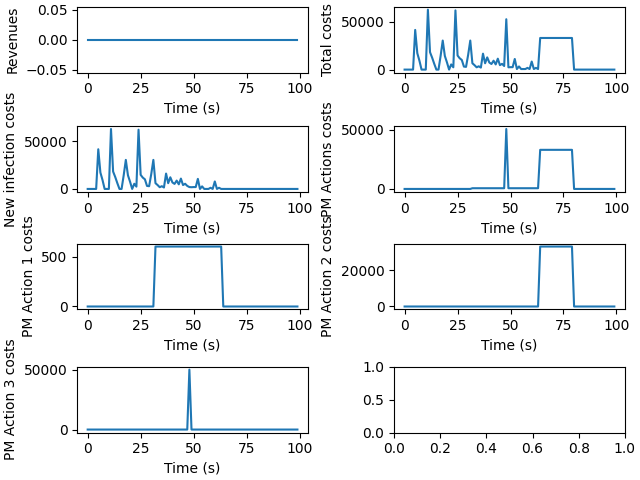 Revenues
0.05
0.00
−0.05
0 25 50 75 100
Time (s)
Total costs
50000
0
0 25 50 75 100
Time (s)
New infection costs
50000
0
0 25 50 75 100
Time (s)
PM Actions costs
50000
0
0 25 50 75 100
Time (s)
PM Action 1 costs
500
0
0 25 50 75 100
Time (s)
PM Action 2 costs
20000
0
0 25 50 75 100
Time (s)
PM Action 3 costs
50000
0
0 25 50 75 100
Time (s)
1.0
0.5
0.0
0.0 0.2 0.4 0.6 0.8 1.0